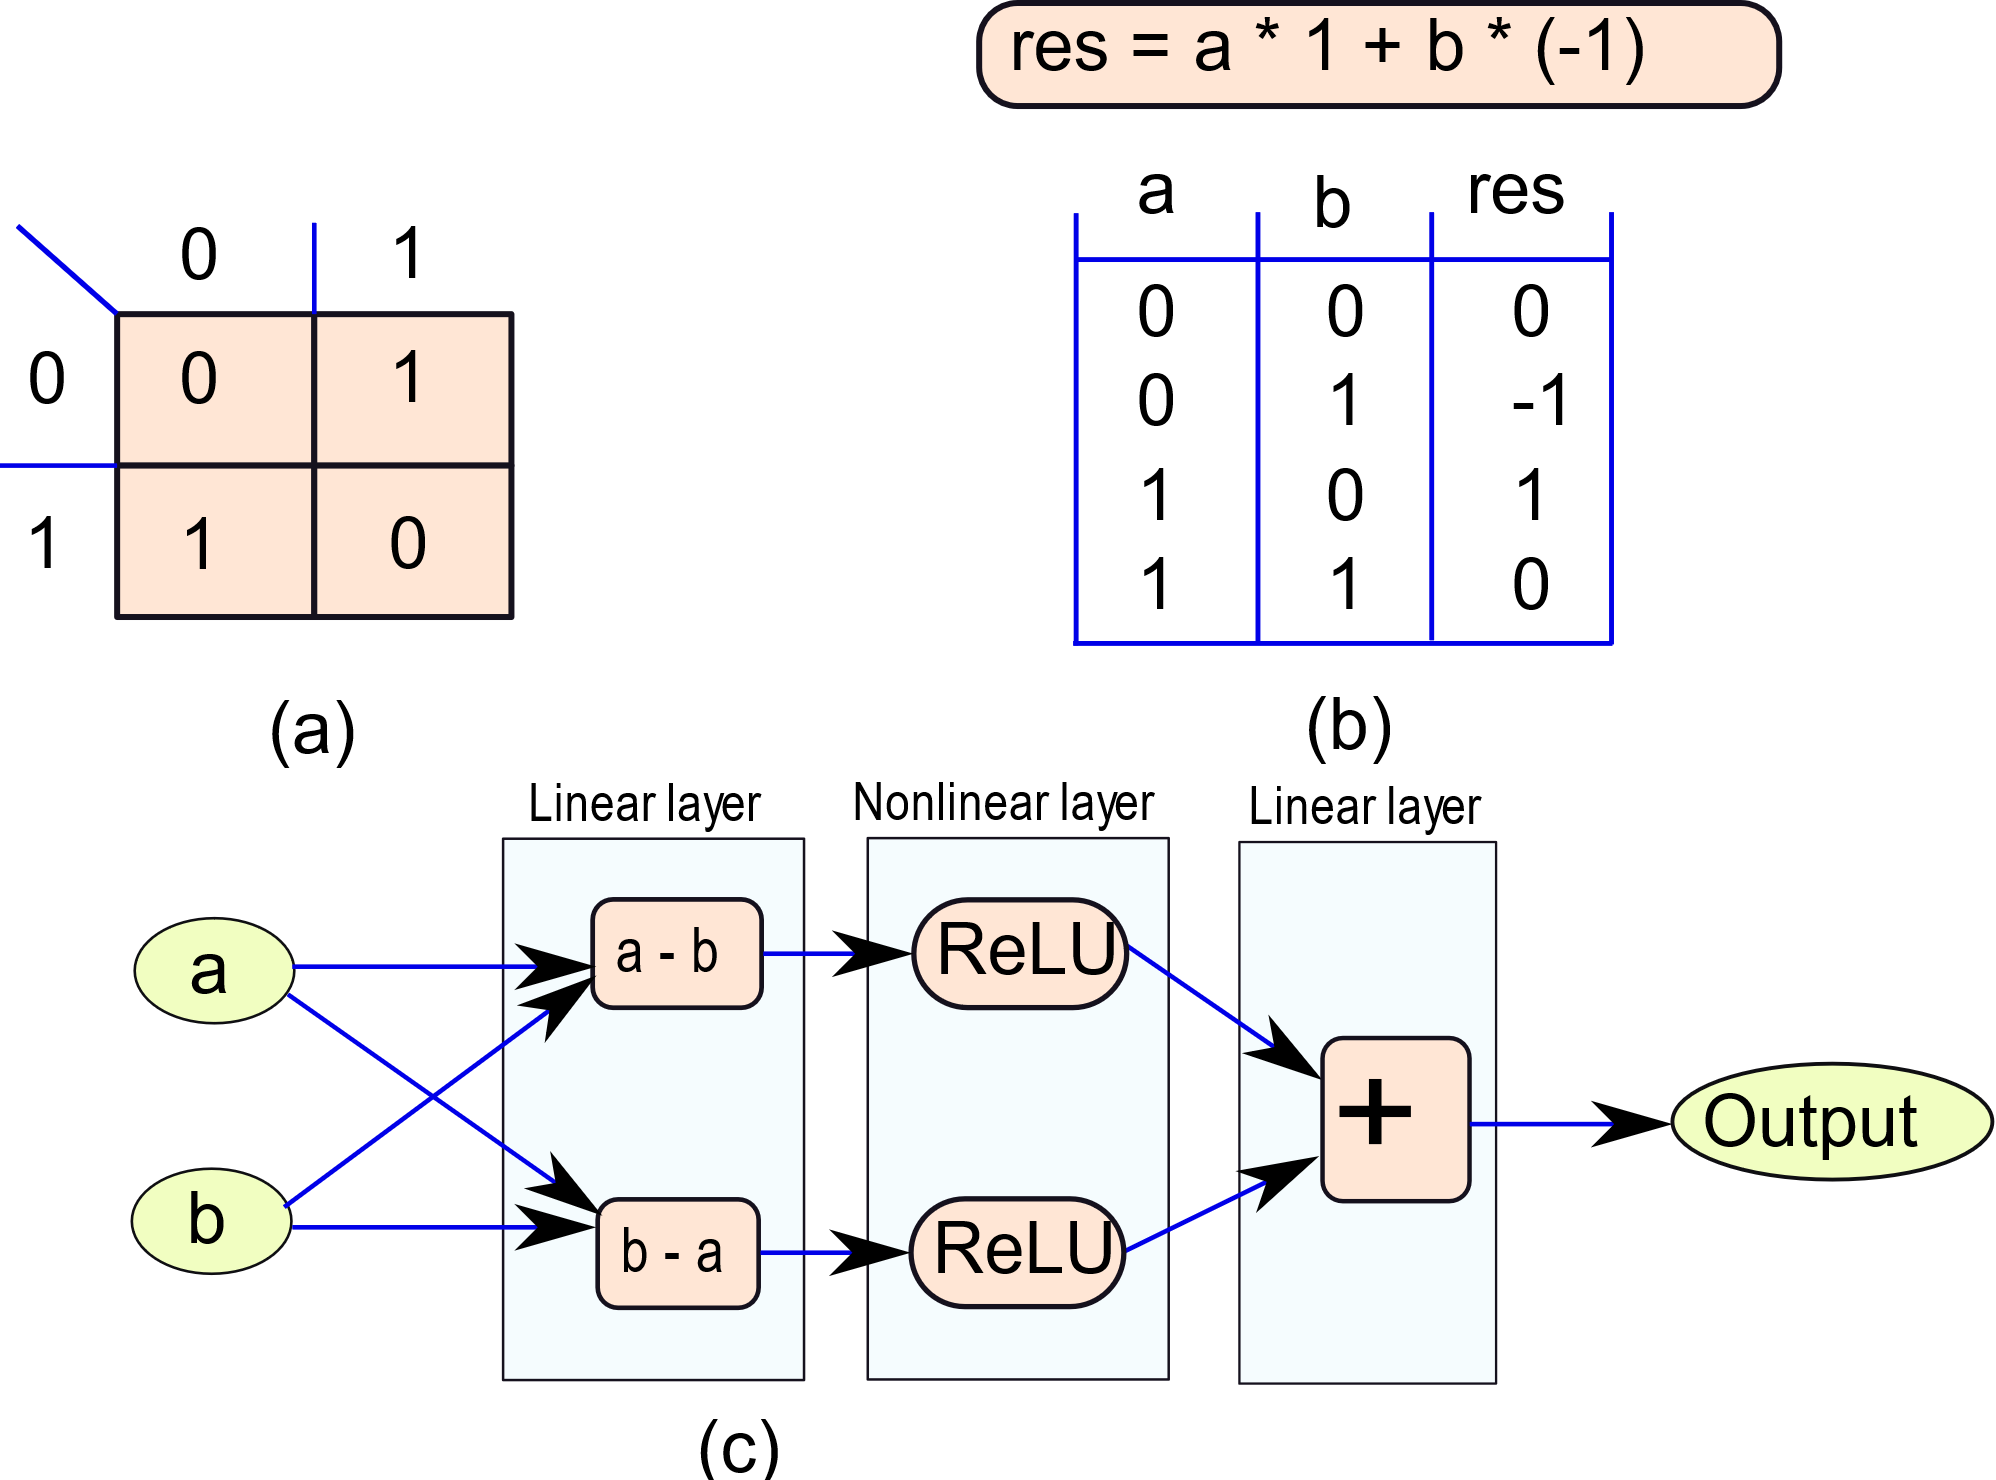 res = a * 1 + b * (-1)
0 1
0 0 1
1 1 0
(a)
a b res
0 0 0
0 1 -1
1 0 1
1 1 0
(b)
Linear layer
Nonlinear layer
Linear layer
a
a - b
ReLU
+
Output
b
b - a
ReLU
(c)